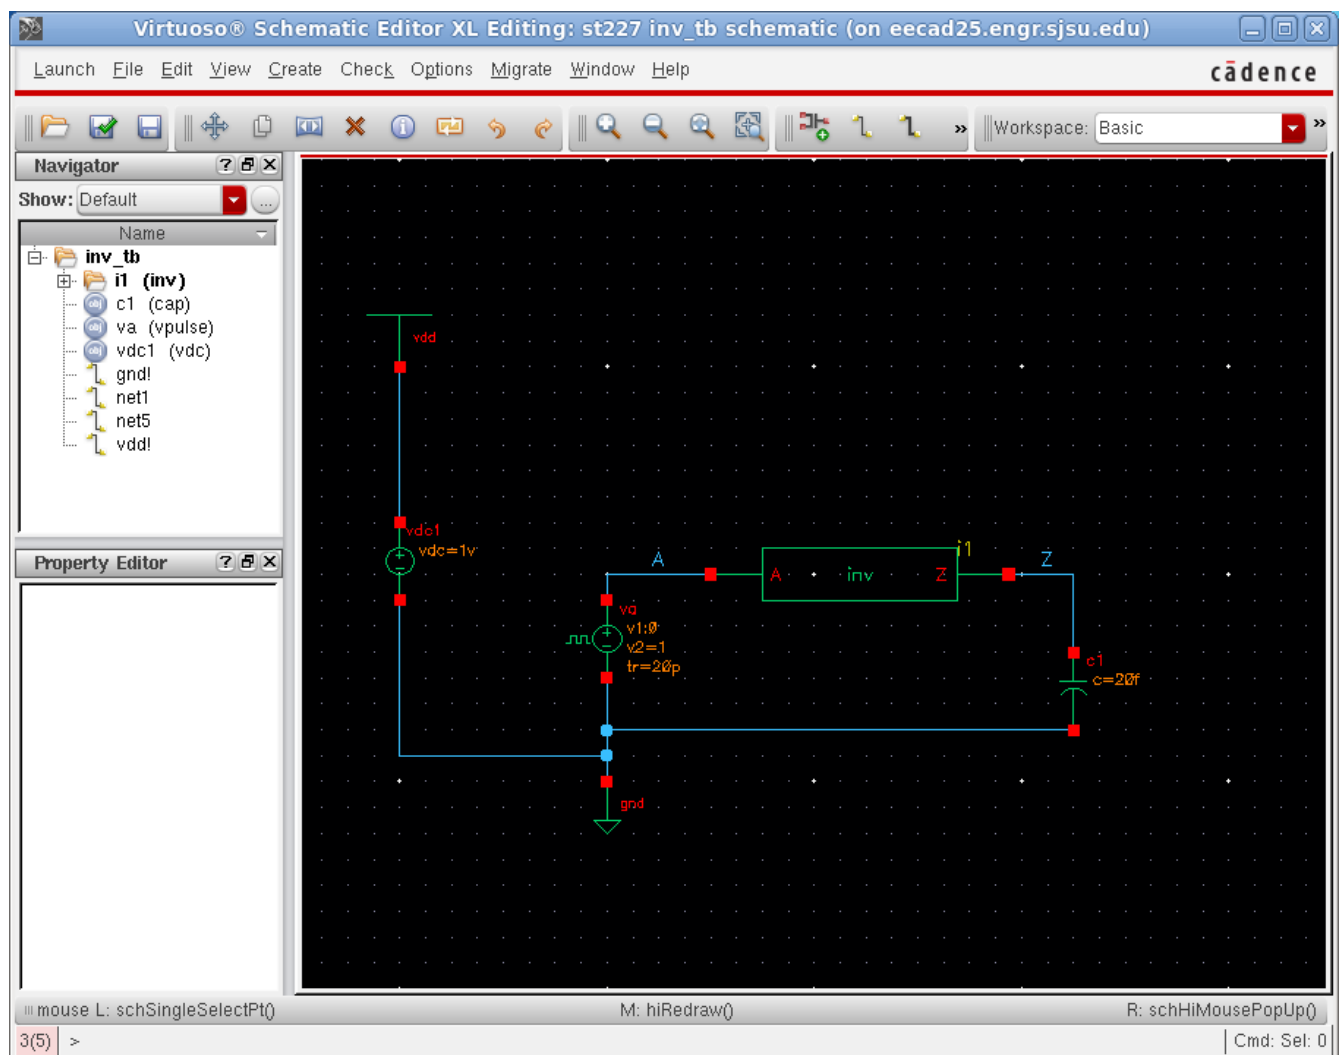 Virtuoso® Schematic Editor XL Editing: st227 inv_tb schematic (on eecad25.engr.sjsu.edu)
Launch File Edit View Create Check Options Migrate Window Help
cādence
» Workspace: Basic »
Navigator
Show: Default
Name
inv_tb
i1 (inv)
c1 (cap)
va (vpulse)
vdc1 (vdc)
gnd!
net1
net5
vdd!
Property Editor
vdd
vdc1
vdc=1v
A
A inv Z
i1
Z
va
v1:0
v2=1
tr=20p
c1
c=20f
gnd
mouse L: schSingleSelectPt() M: hiRedraw() R: schHiMousePopUp()
3(5) > Cmd: Sel: 0